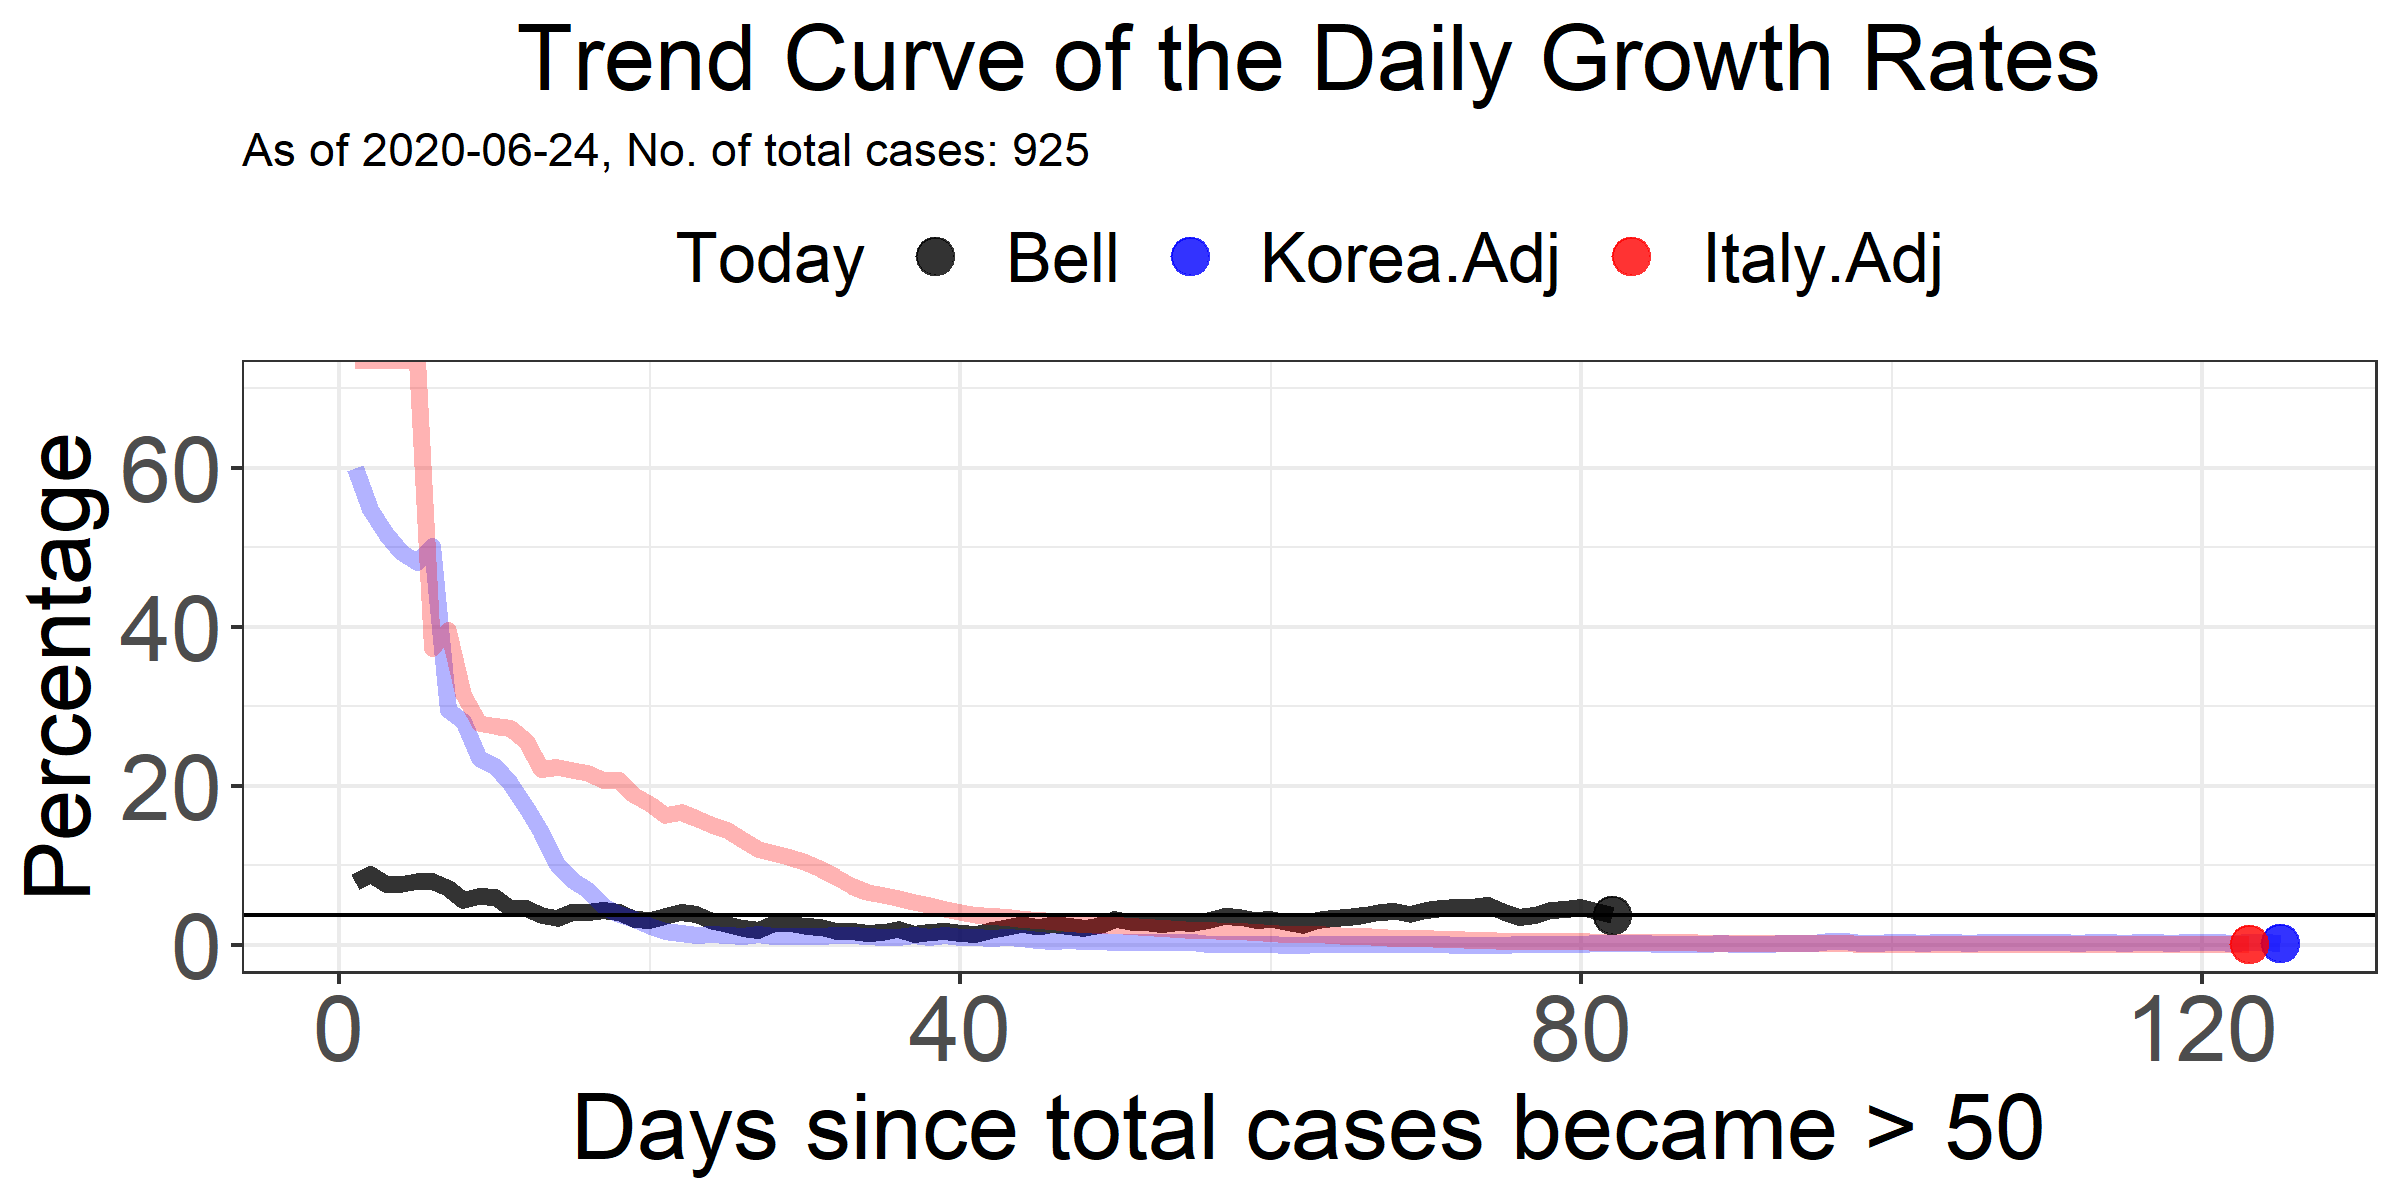 Trend Curve of the Daily Growth Rates
As of 2020-06-24, No. of total cases: 925
Today Bell Korea.Adj Italy.Adj
Percentage
60
40
20
0
0 40 80 120
Days since total cases became > 50